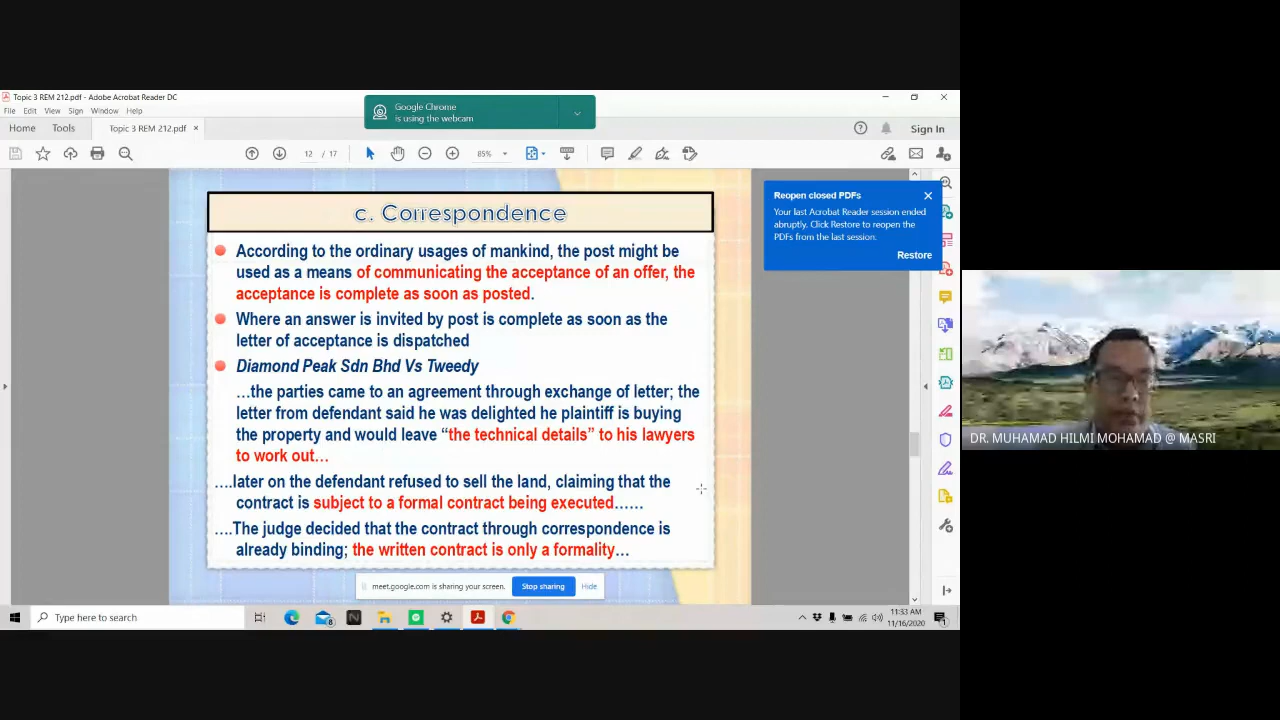 Topic 3 REM 212.pdf - Adobe Acrobat Reader DC
File Edit View Sign Window Help
Google Chrome
is using the webcam
Home Tools Topic 3 REM 212.pdf × Sign In
12 / 17 85%
Reopen closed PDFs
Your last Acrobat Reader session ended
abruptly. Click Restore to reopen the
PDFs from the last session.
Restore
c. Correspondence
According to the ordinary usages of mankind, the post might be
used as a means of communicating the acceptance of an offer, the
acceptance is complete as soon as posted.
Where an answer is invited by post is complete as soon as the
letter of acceptance is dispatched
Diamond Peak Sdn Bhd Vs Tweedy
…the parties came to an agreement through exchange of letter; the
letter from defendant said he was delighted he plaintiff is buying
the property and would leave “the technical details” to his lawyers
to work out…
….later on the defendant refused to sell the land, claiming that the
contract is subject to a formal contract being executed……
….The judge decided that the contract through correspondence is
already binding; the written contract is only a formality…
meet.google.com is sharing your screen. Stop sharing Hide
DR. MUHAMAD HILMI MOHAMAD @ MASRI
Type here to search
8
N
11:33 AM
11/16/2020
1